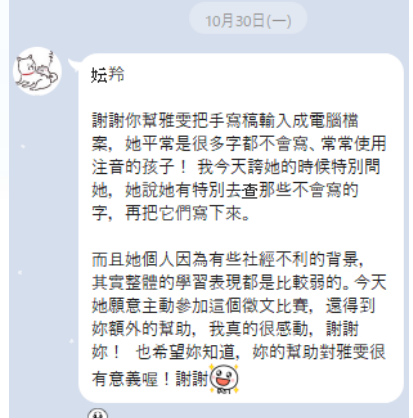 10月30日(一)
妘羚
謝謝你幫雅雯把手寫稿輸入成電腦檔
案，她平常是很多字都不會寫、常常使用
注音的孩子！ 我今天誇她的時候特別問
她，她說她有特別去查那些不會寫的
字，再把它們寫下來。
而且她個人因為有些社經不利的背景，
其實整體的學習表現都是比較弱的。今天
她願意主動參加這個徵文比賽，還得到
妳額外的幫助，我真的很感動，謝謝
妳！ 也希望妳知道，妳的幫助對雅雯很
有意義喔！謝謝